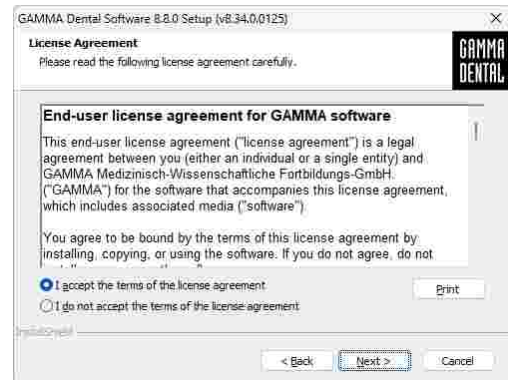 GAMMA Dental Software 8.8.0 Setup (v8.34.0.0125)
License Agreement
Please read the following license agreement carefully.
GAMMA
DENTAL
End-user license agreement for GAMMA software
This end-user license agreement ("license agreement") is a legal
agreement between you (either an individual or a single entity) and
GAMMA Medizinisch-Wissenschaftliche Fortbildungs-GmbH.
("GAMMA") for the software that accompanies this license agreement,
which includes associated media ("software")
You agree to be bound by the terms of this license agreement by
installing, copying, or using the software. If you do not agree, do not
I accept the terms of the license agreement
Print
I do not accept the terms of the license agreement
InstallShield
< Back
Next >
Cancel